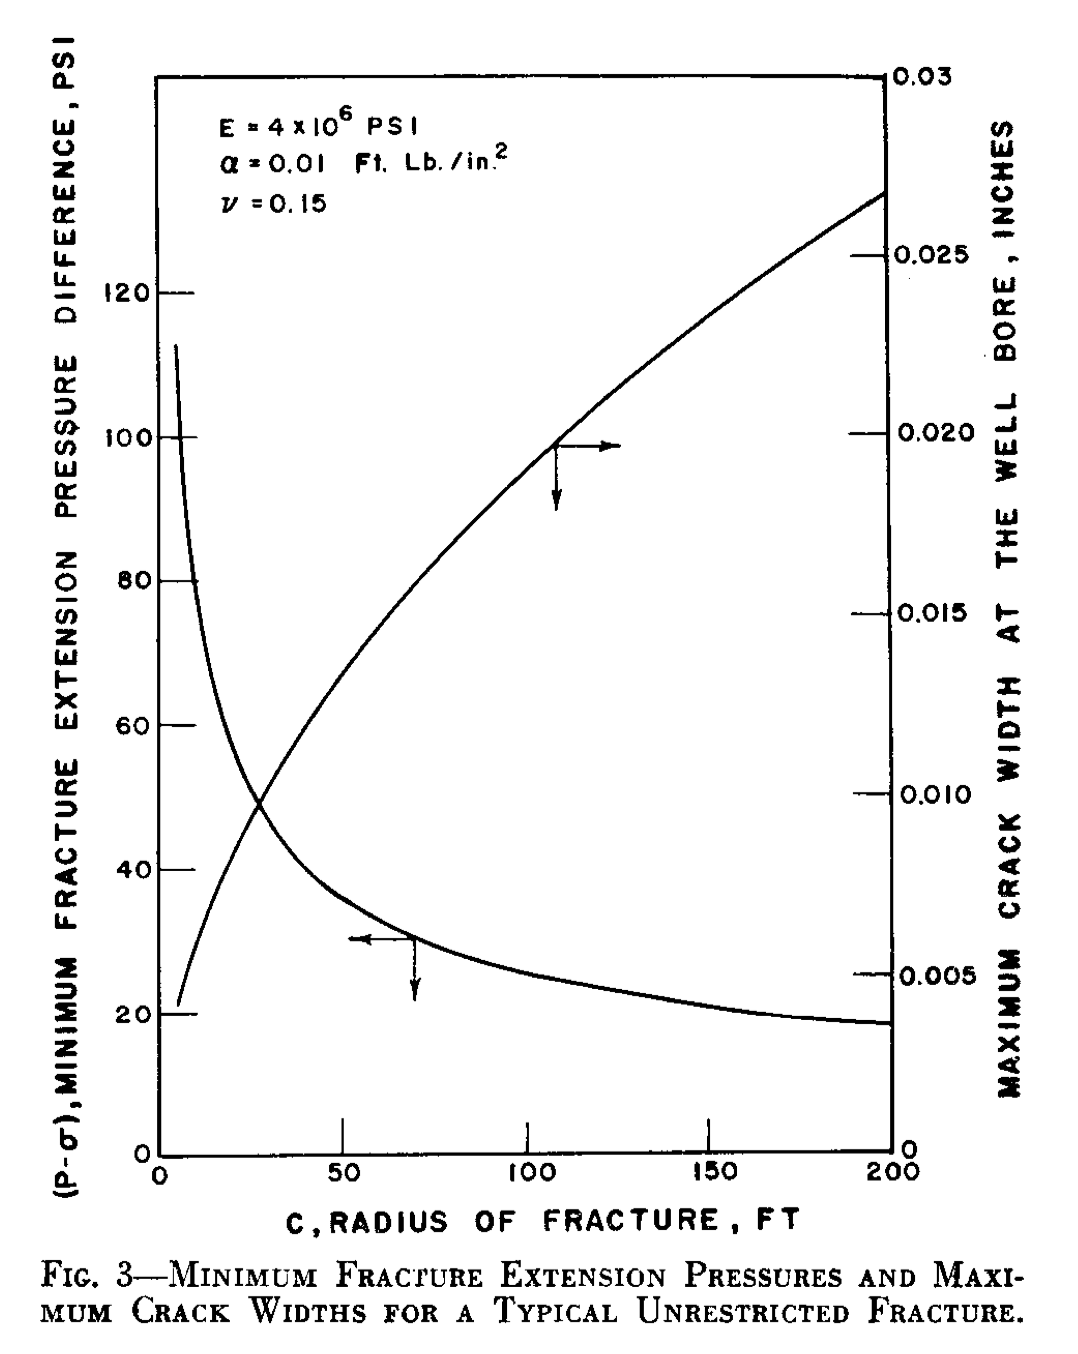 (P-σ), MINIMUM FRACTURE EXTENSION PRESSURE DIFFERENCE, PSI
E = 4 x 10⁶ PSI
α = 0.01 Ft. Lb./in.²
ν = 0.15
120
100
80
60
40
20
0
0.03
0.025
0.020
0.015
0.010
0.005
0
MAXIMUM CRACK WIDTH AT THE WELL BORE, INCHES
0 50 100 150 200
C, RADIUS OF FRACTURE, FT
FIG. 3—MINIMUM FRACTURE EXTENSION PRESSURES AND MAXI-
MUM CRACK WIDTHS FOR A TYPICAL UNRESTRICTED FRACTURE.